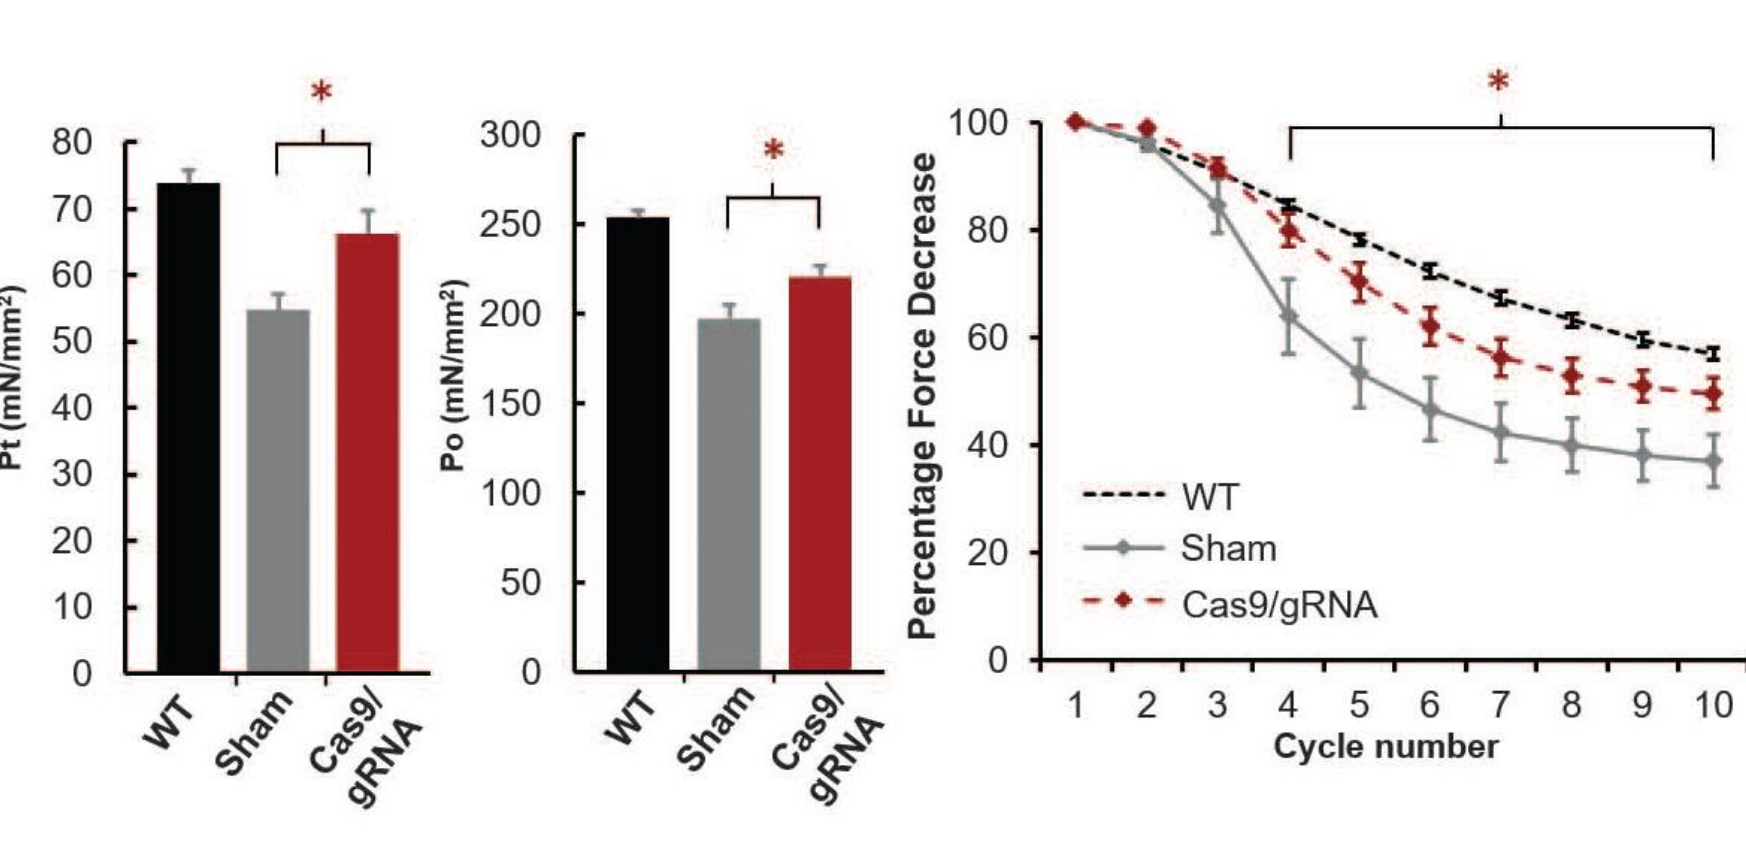 *
80
70
60
50
40
30
20
10
0
Pt (mN/mm²)
WT
Sham
Cas9/
gRNA
*
300
250
200
150
100
50
0
Po (mN/mm²)
WT
Sham
Cas9/
gRNA
*
100
80
60
40
20
0
Percentage Force Decrease
WT
Sham
Cas9/gRNA
1 2 3 4 5 6 7 8 9 10
Cycle number